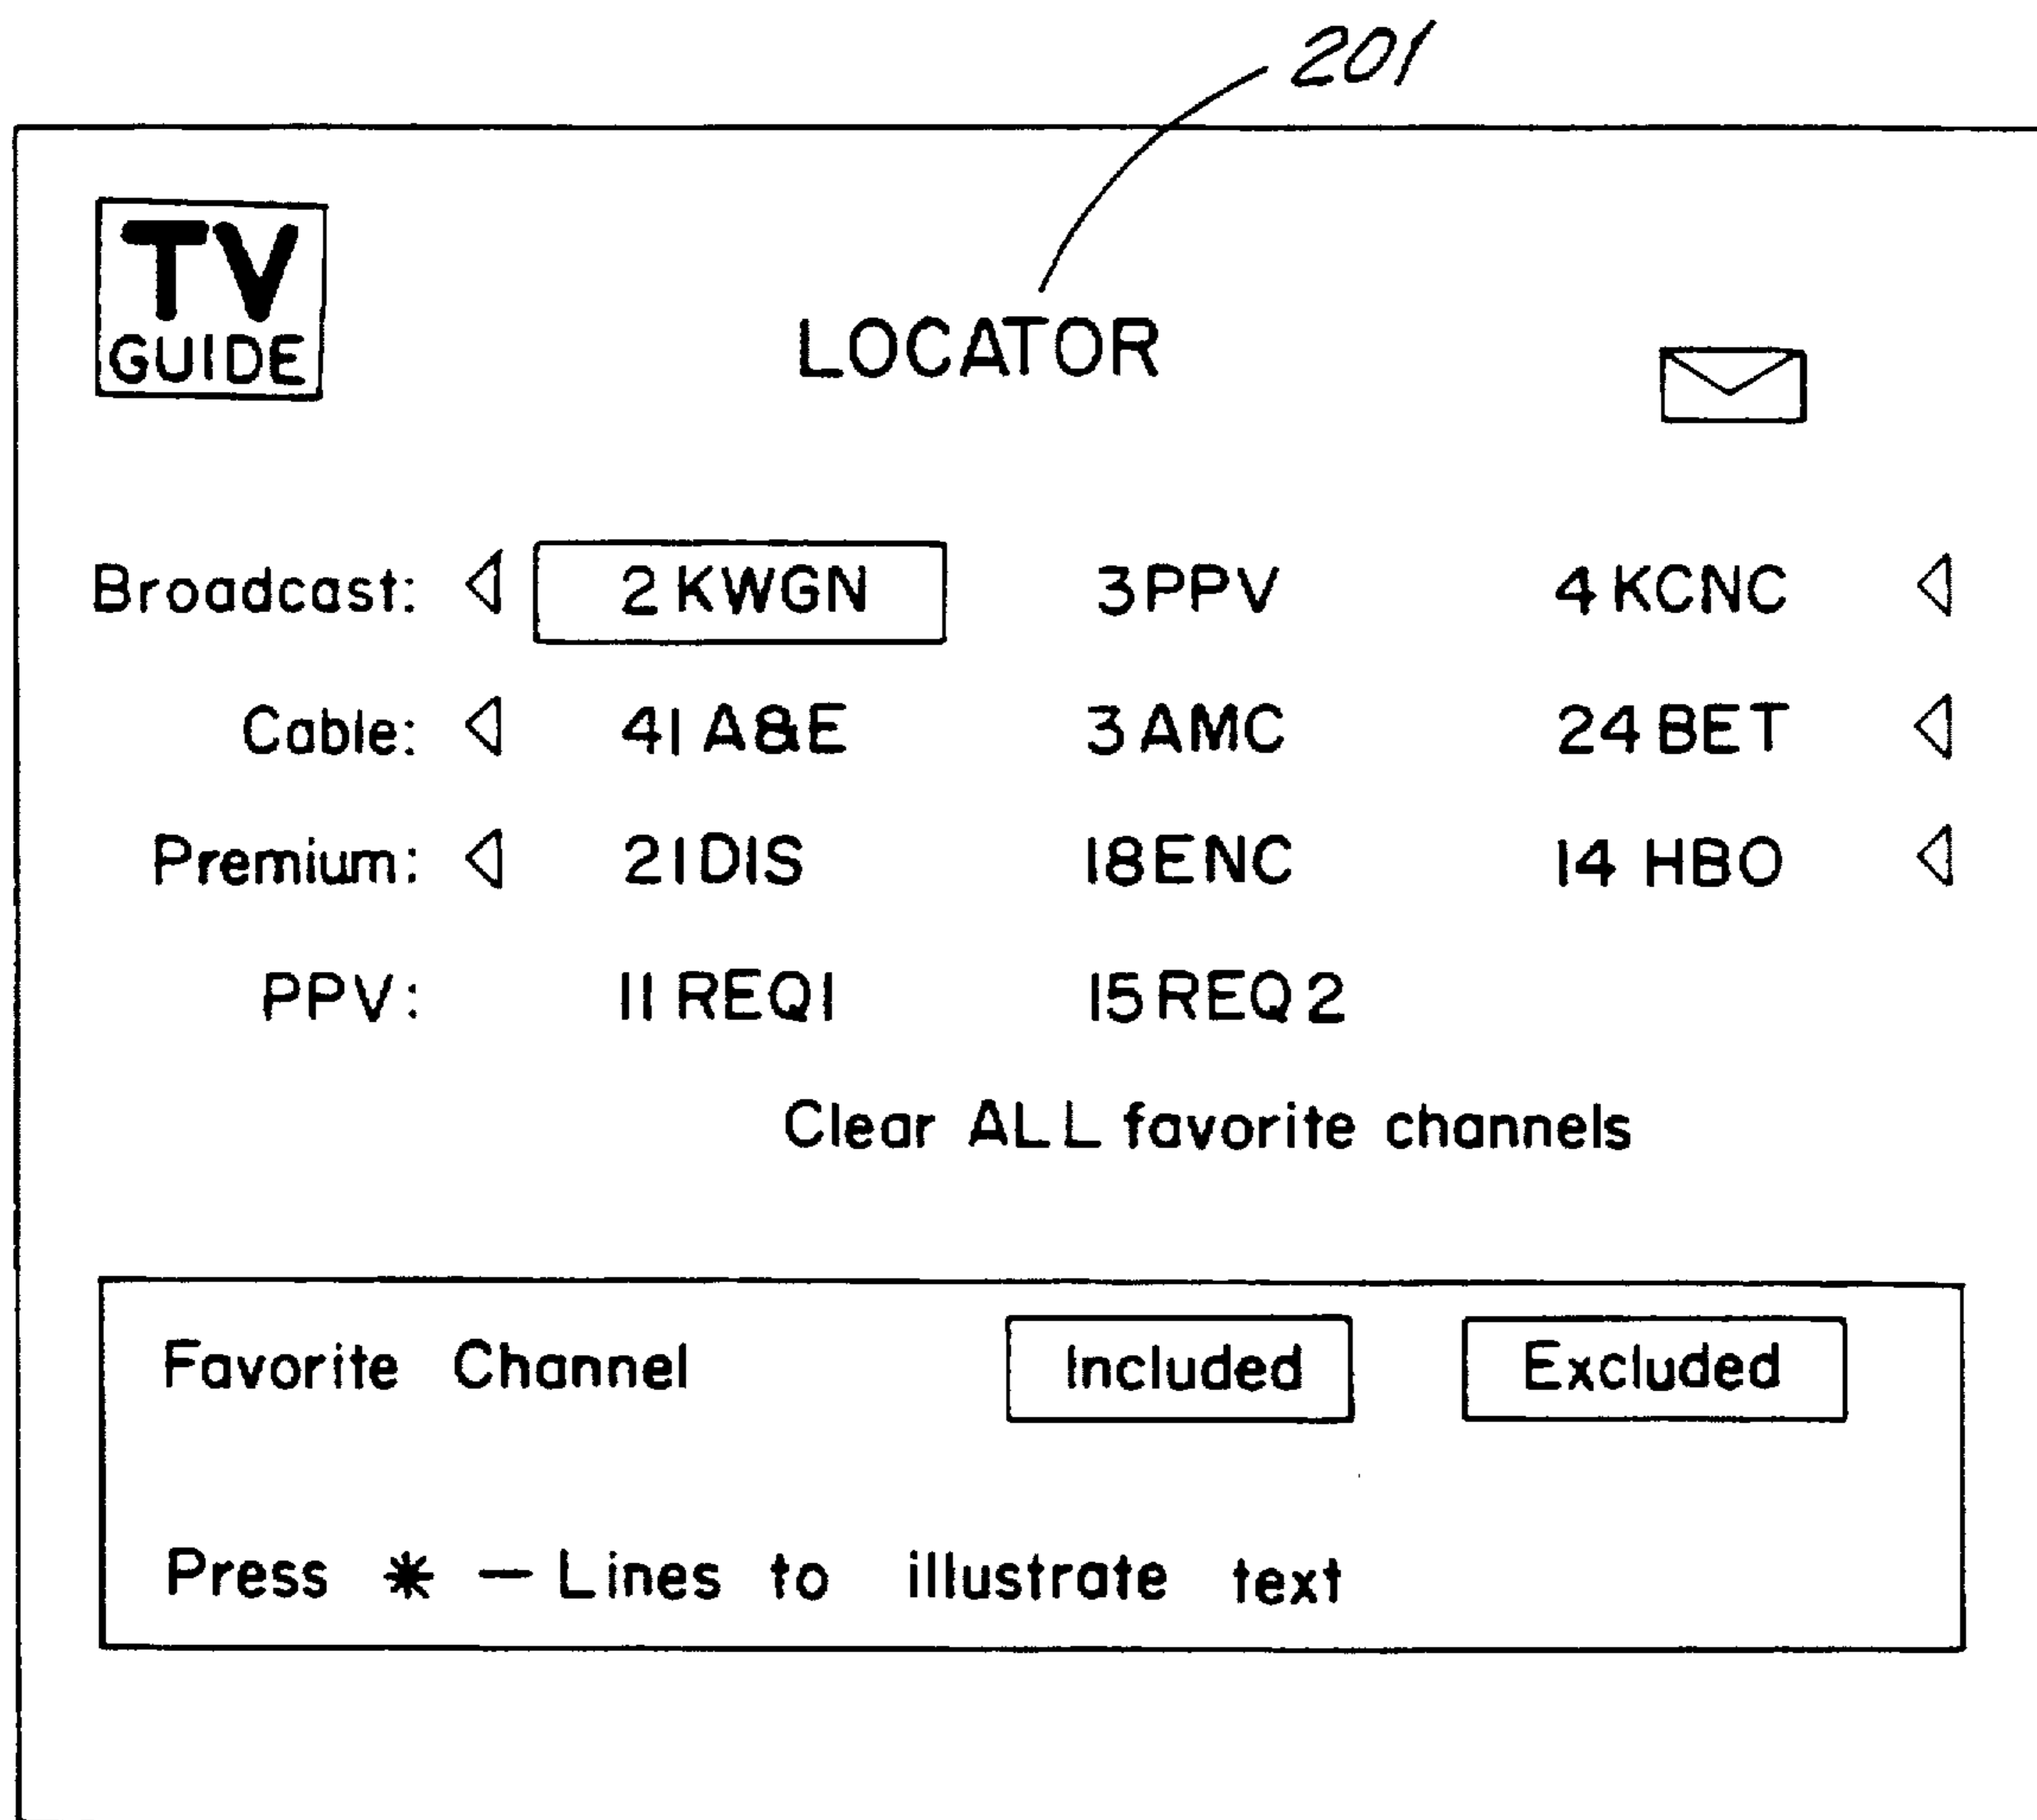 201
TV
GUIDE
LOCATOR
Broadcast: 2 KWGN 3 PPV 4 KCNC
Cable: 41 A&E 3 AMC 24 BET
Premium: 21 DIS 18 ENC 14 HBO
PPV: 11 REQ1 15 REQ2
Clear ALL favorite channels
Favorite Channel Included Excluded
Press * — Lines to illustrate text